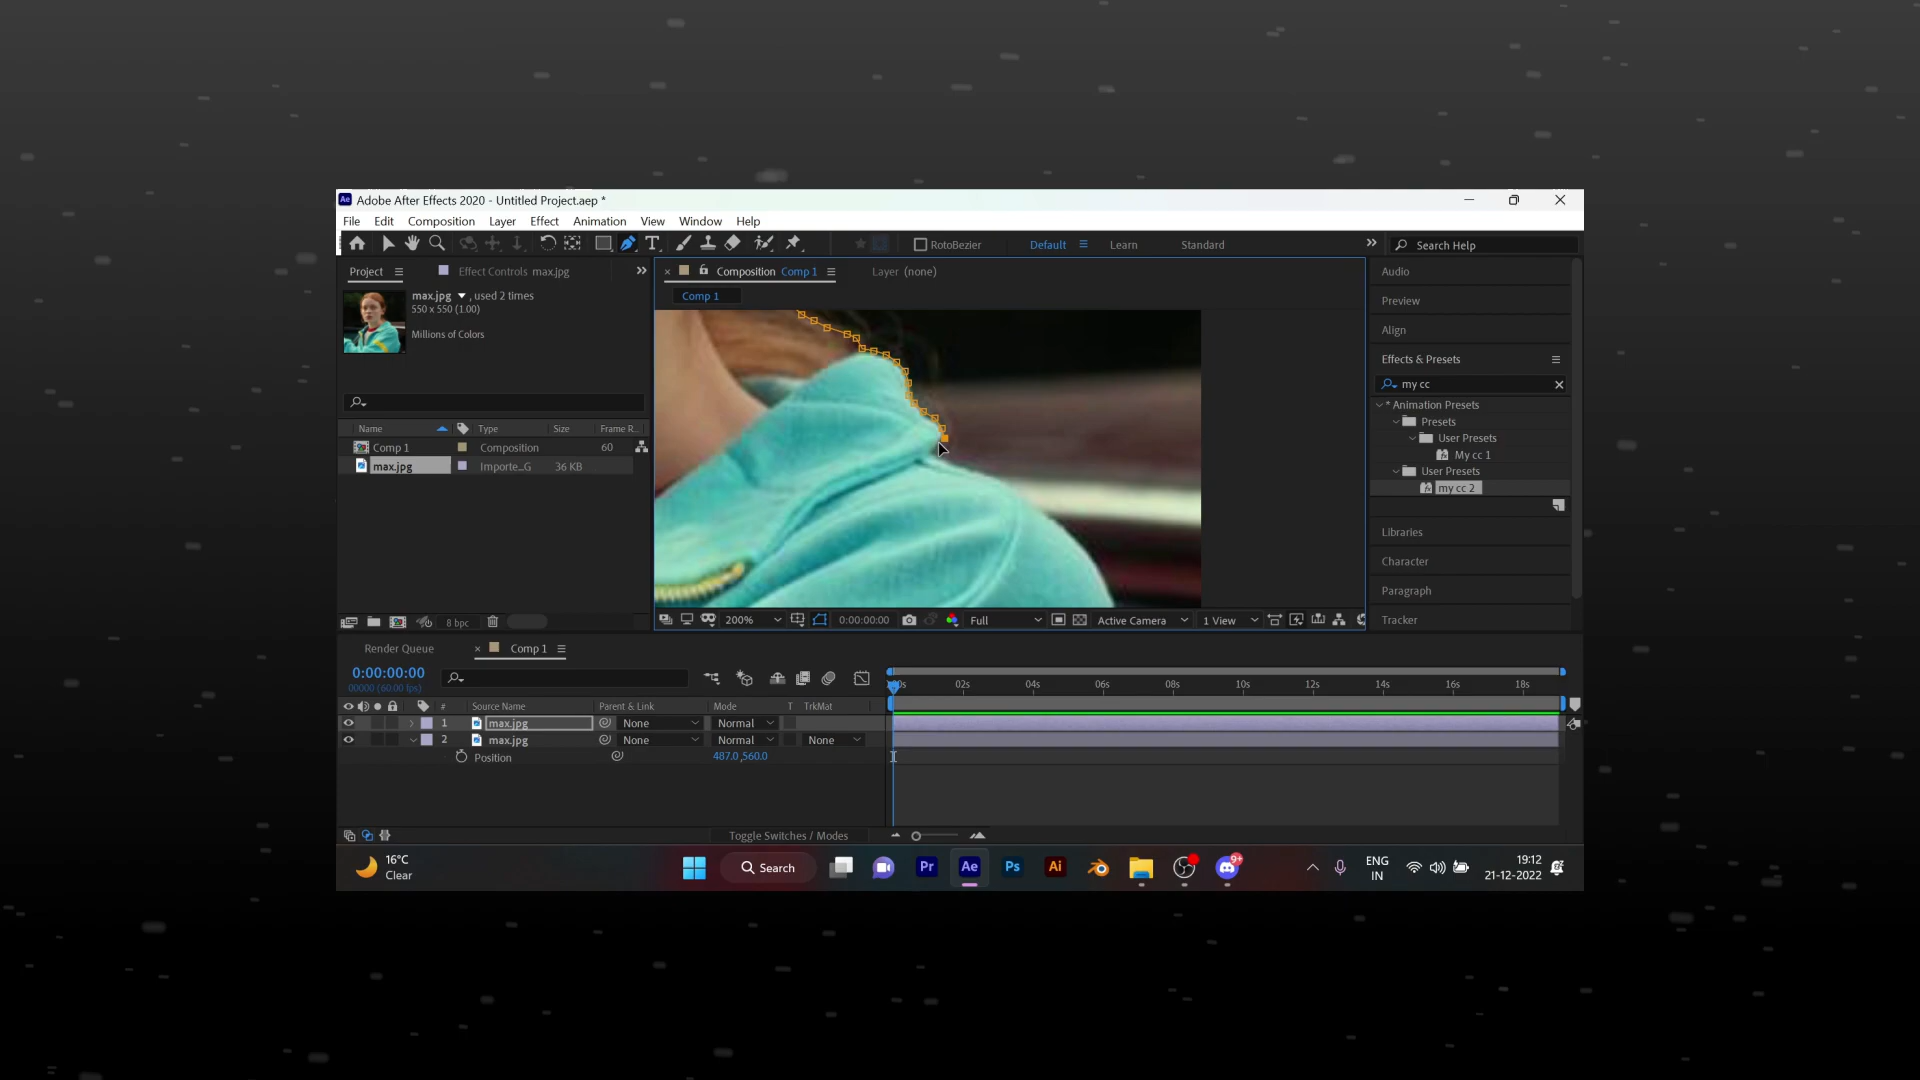 Ae Adobe After Effects 2020 - Untitled Project.aep *
File Edit Composition Layer Effect Animation View Window Help
RotoBezier Default Learn Standard Search Help
Project Effect Controls max.jpg
Composition Comp 1 Layer (none)
Comp 1
max.jpg , used 2 times
550 x 550 (1.00)
Millions of Colors
Name Type Size Frame R...
Comp 1 Composition 60
max.jpg Importe...G 36 KB
8 bpc
200% 0:00:00:00 Full Active Camera 1 View
Audio
Preview
Align
Effects & Presets
my cc
* Animation Presets
Presets
User Presets
My cc 1
User Presets
my cc 2
Libraries
Character
Paragraph
Tracker
Render Queue Comp 1
0:00:00:00
00000 (60.00 fps)
02s 04s 06s 08s 10s 12s 14s 16s 18s
# Source Name Parent & Link Mode T TrkMat
1 max.jpg None Normal
2 max.jpg None Normal None
Position 487.0,560.0
Toggle Switches / Modes
16°C
Clear
Search
Pr Ae Ps Ai 9+
ENG
IN
19:12
21-12-2022